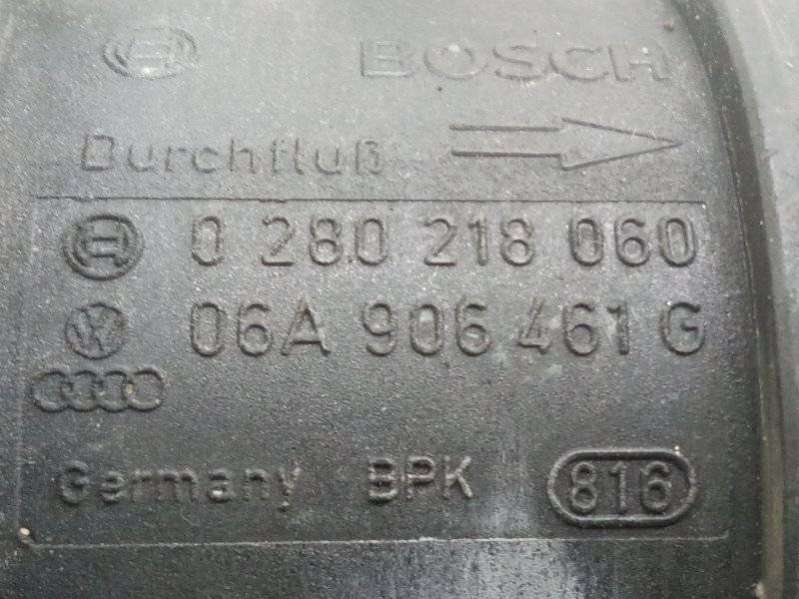 BOSCH
Durchfluß
0 280 218 060
06A 906 461 G
Germany BPK 816